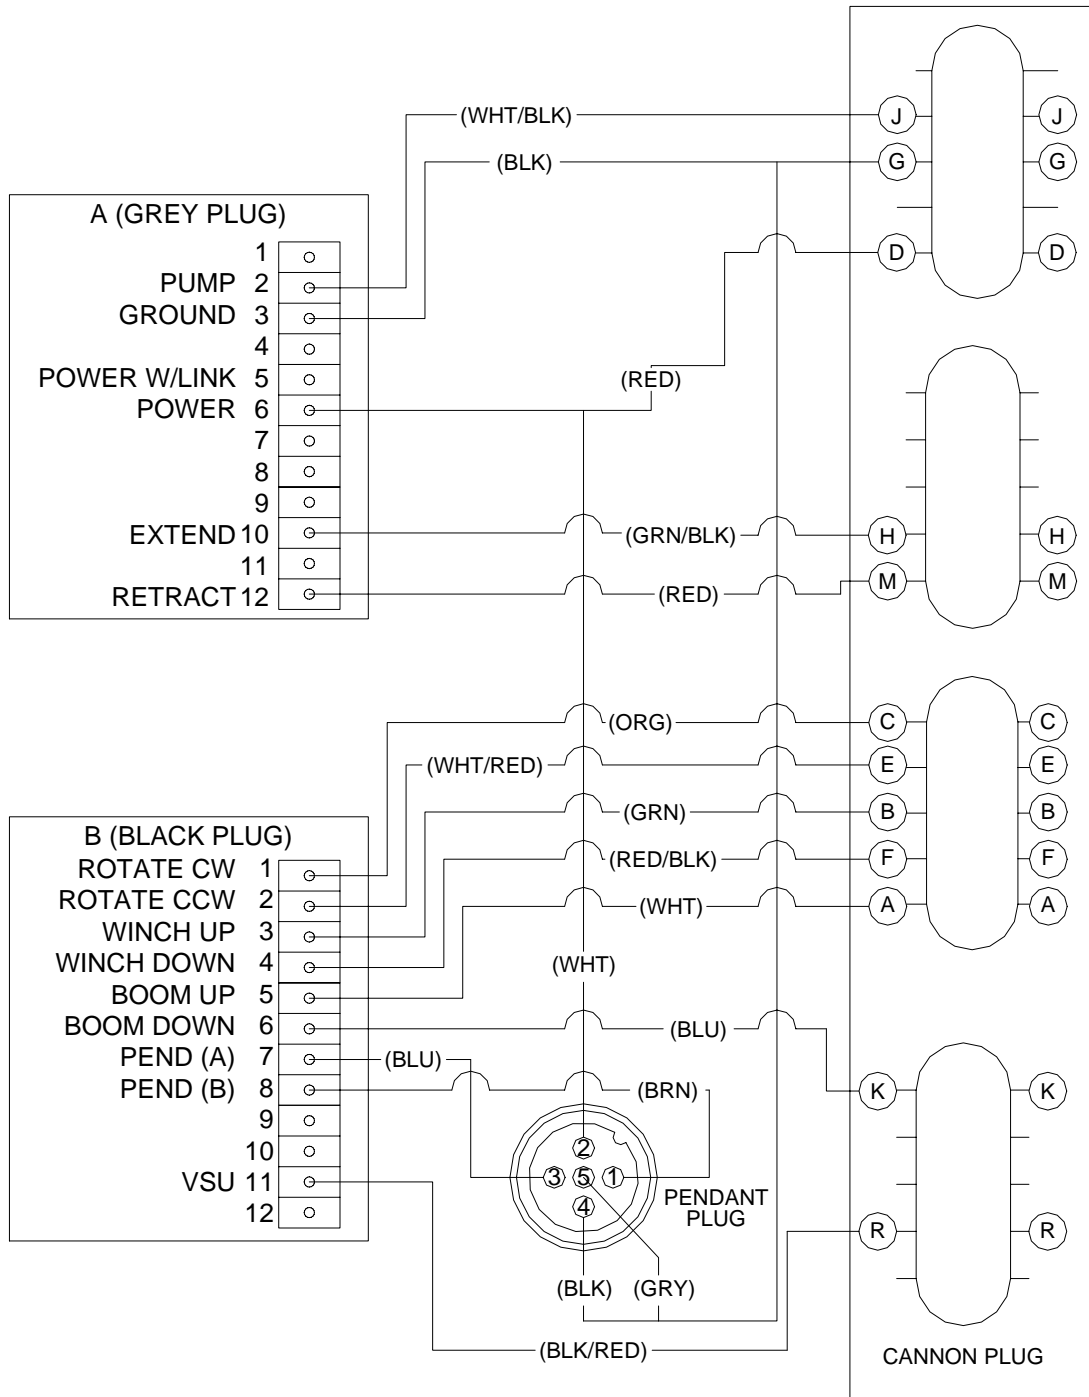 (WHT/BLK)
J
J
(BLK)
G
G
A (GREY PLUG)
1
PUMP 2
GROUND 3
4
POWER W/LINK 5
POWER 6
7
8
9
EXTEND 10
11
RETRACT 12
D
D
(RED)
(GRN/BLK)
H
H
(RED)
M
M
(ORG)
C
C
(WHT/RED)
E
E
(GRN)
B
B
(RED/BLK)
F
F
(WHT)
A
A
B (BLACK PLUG)
ROTATE CW 1
ROTATE CCW 2
WINCH UP 3
WINCH DOWN 4
BOOM UP 5
BOOM DOWN 6
PEND (A) 7
PEND (B) 8
9
10
VSU 11
12
(WHT)
(BLU)
(BLU)
(BRN)
K
K
2
3 5 1
4
PENDANT
PLUG
R
R
(BLK) (GRY)
(BLK/RED)
CANNON PLUG